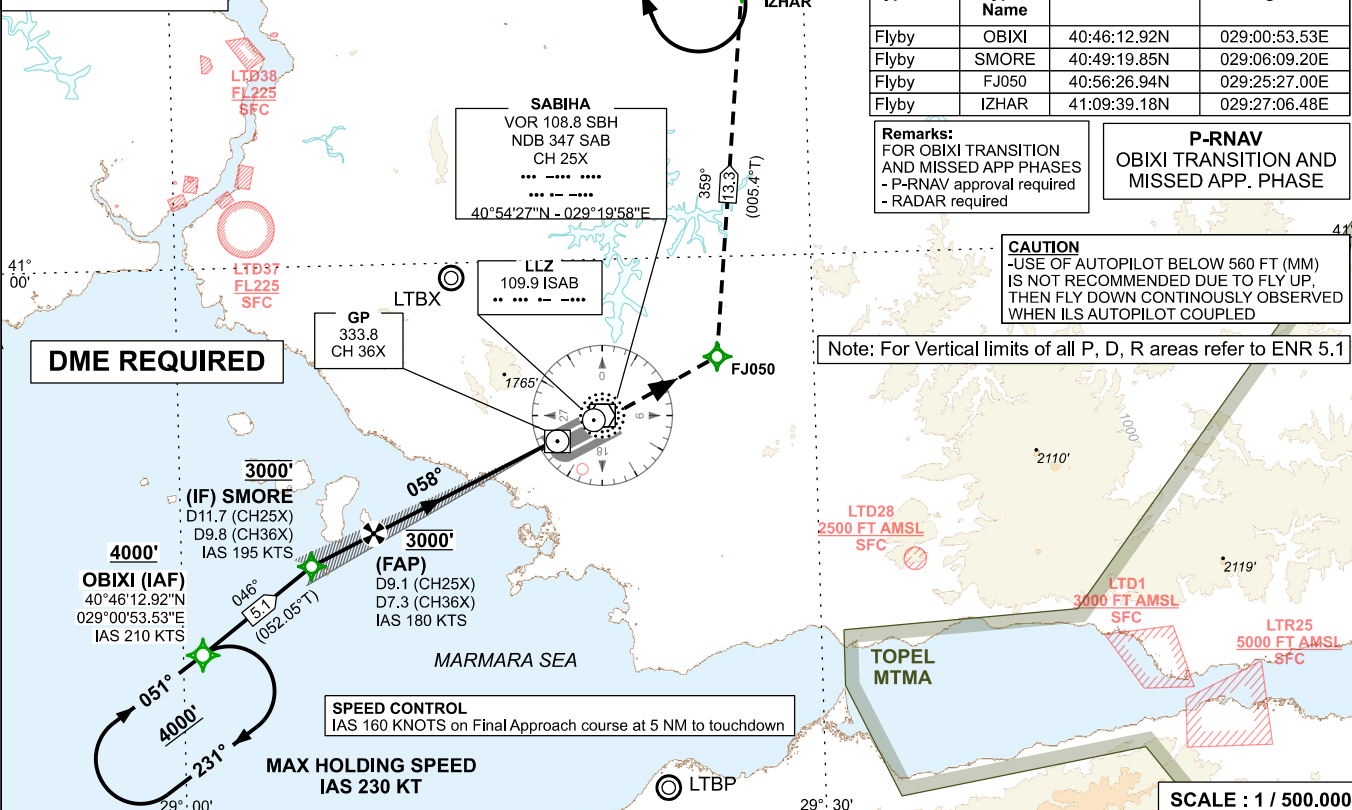 IZHAR
Name
Flyby OBIXI 40:46:12.92N 029:00:53.53E
Flyby SMORE 40:49:19.85N 029:06:09.20E
Flyby FJ050 40:56:26.94N 029:25:27.00E
Flyby IZHAR 41:09:39.18N 029:27:06.48E
Remarks:
FOR OBIXI TRANSITION
AND MISSED APP PHASES
- P-RNAV approval required
- RADAR required
P-RNAV
OBIXI TRANSITION AND
MISSED APP. PHASE
LTD38
FL225
SFC
SABIHA
VOR 108.8 SBH
NDB 347 SAB
CH 25X
40°54'27"N - 029°19'58"E
359°
13.3
(005.4°T)
41°
CAUTION
-USE OF AUTOPILOT BELOW 560 FT (MM)
IS NOT RECOMMENDED DUE TO FLY UP,
THEN FLY DOWN CONTINOUSLY OBSERVED
WHEN ILS AUTOPILOT COUPLED
41°
00'
LTD37
FL225
SFC
LTBX
LLZ
109.9 ISAB
GP
333.8
CH 36X
DME REQUIRED
Note: For Vertical limits of all P, D, R areas refer to ENR 5.1
FJ050
1765'
0
27
9
18
1000
2110'
3000'
(IF) SMORE
D11.7 (CH25X)
D9.8 (CH36X)
IAS 195 KTS
058°
3000'
(FAP)
D9.1 (CH25X)
D7.3 (CH36X)
IAS 180 KTS
LTD28
2500 FT AMSL
SFC
4000'
OBIXI (IAF)
40°46'12.92"N
029°00'53.53"E
IAS 210 KTS
046°
5.1
(052.05°T)
2119'
LTD1
3000 FT AMSL
SFC
LTR25
5000 FT AMSL
SFC
MARMARA SEA
TOPEL
MTMA
051°
4000'
231°
SPEED CONTROL
IAS 160 KNOTS on Final Approach course at 5 NM to touchdown
MAX HOLDING SPEED
IAS 230 KT
LTBP
29° 00'
29° 30'
SCALE : 1 / 500.000